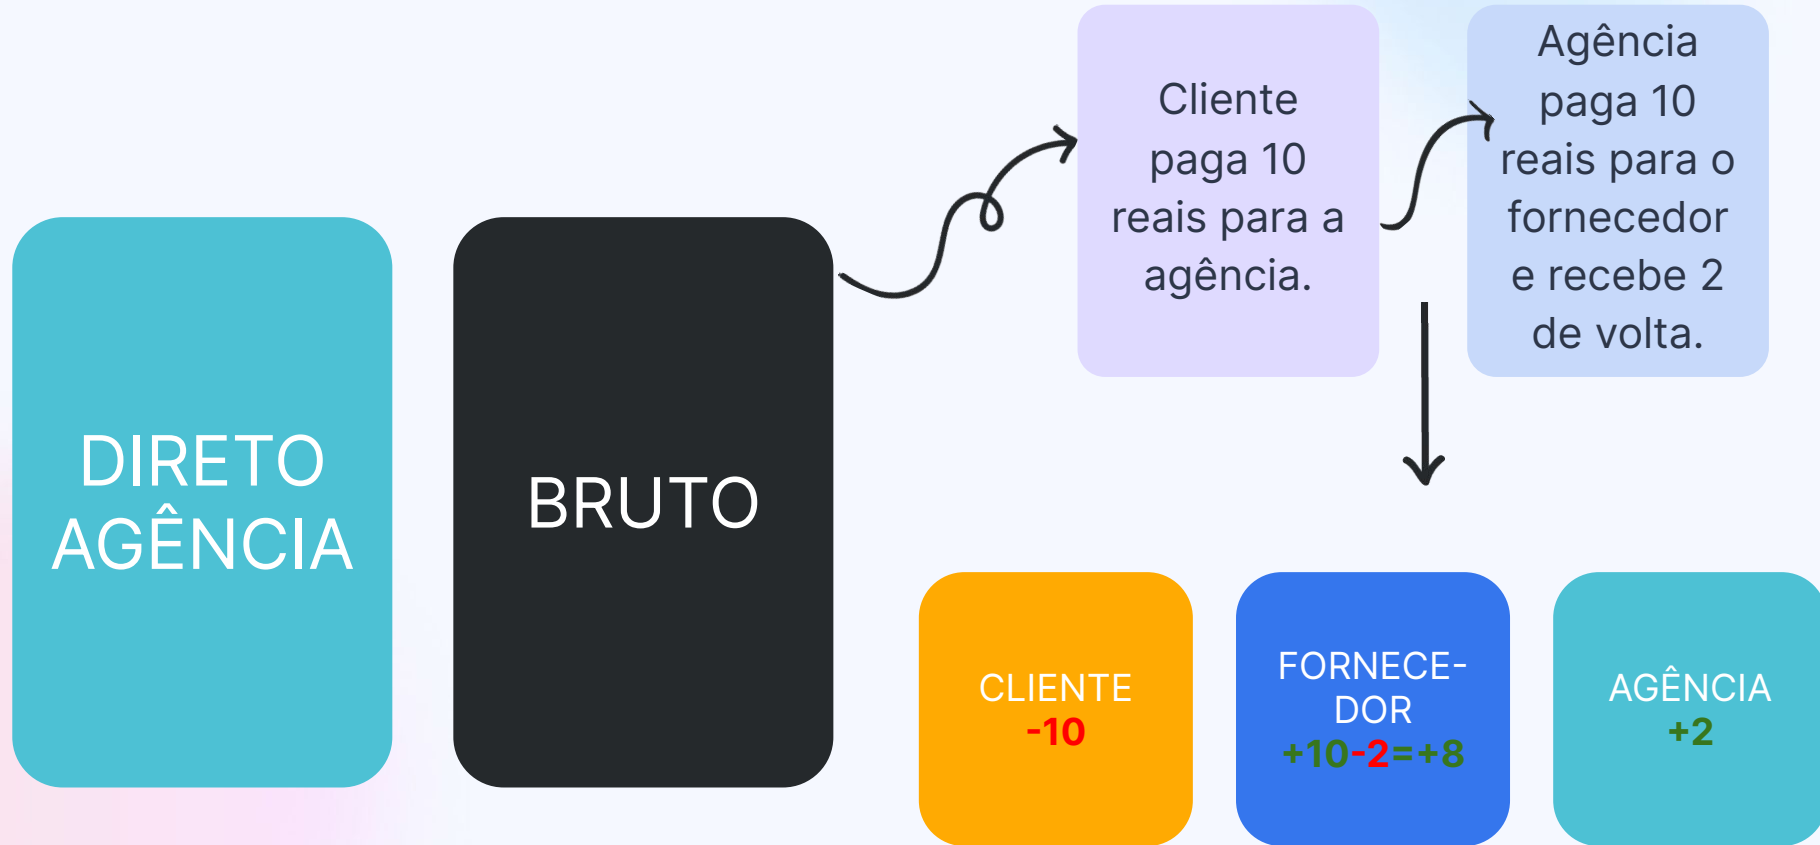 DIRETO
AGÊNCIA
BRUTO
Cliente
paga 10
reais para a
agência.
Agência
paga 10
reais para o
fornecedor
e recebe 2
de volta.
CLIENTE
-10
FORNECE-
DOR
+10-2=+8
AGÊNCIA
+2